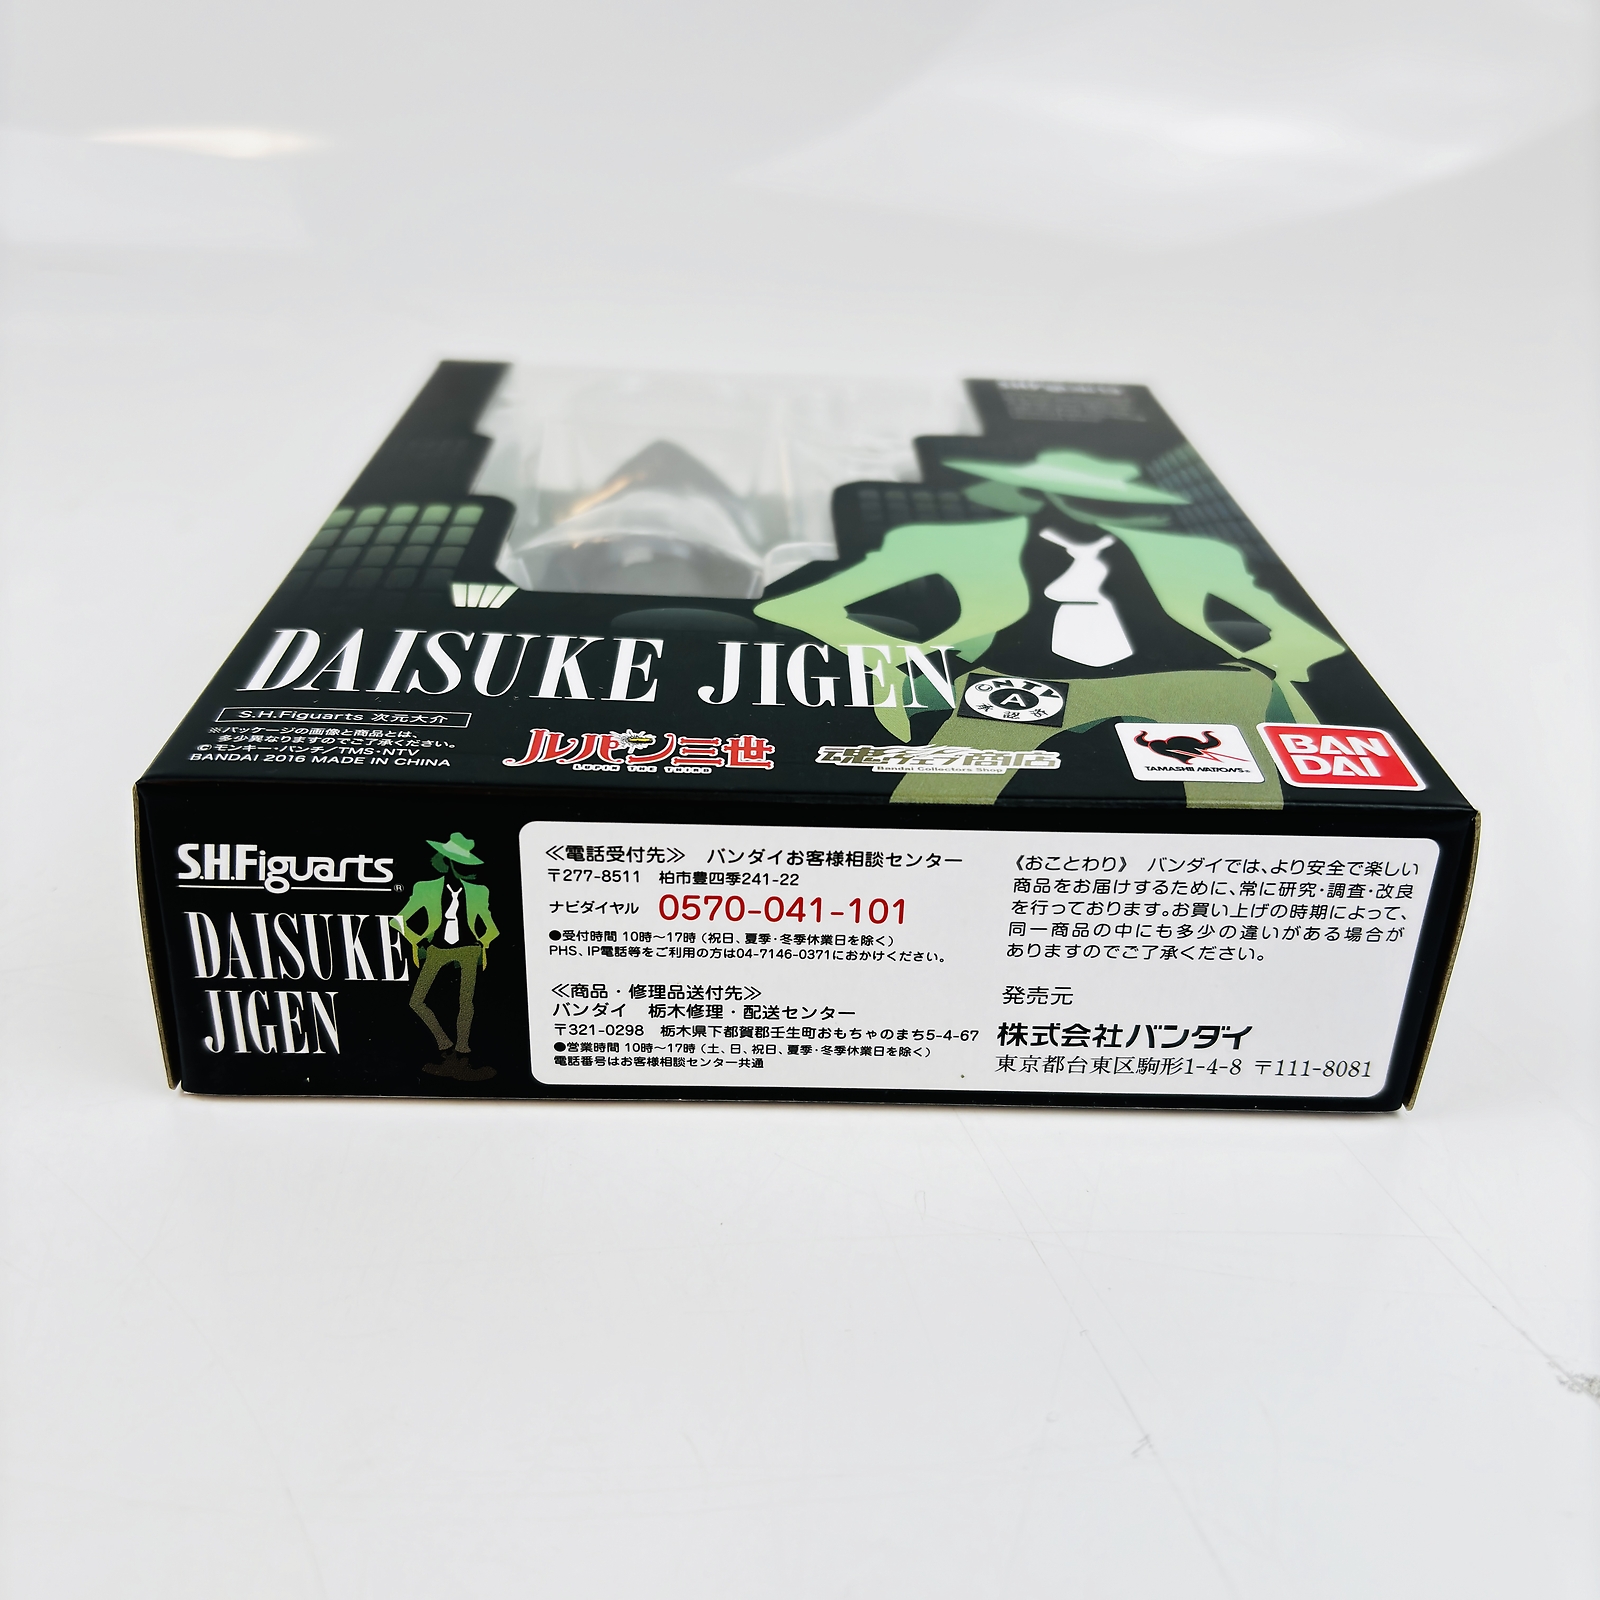 DAISUKE JIGEN
S.H.Figuarts 次元大介
※パッケージの画像と商品とは、
多少異なりますのでご了承ください。
©モンキー・パンチ/TMS・NTV
BANDAI 2016 MADE IN CHINA
ルパン三世
LUPIN THE THIRD
魂ウェブ商店
Bandai Collectors Shop
NTV
A
承認済
TAMASHII NATIONS
BAN
DAI
S.H.Figuarts®
DAISUKE
JIGEN
≪電話受付先≫ バンダイお客様相談センター
〒277-8511 柏市豊四季241-22
ナビダイヤル 0570-041-101
●受付時間 10時～17時（祝日、夏季・冬季休業日を除く）
PHS、IP電話等をご利用の方は04-7146-0371におかけください。
≪商品・修理品送付先≫
バンダイ 栃木修理・配送センター
〒321-0298 栃木県下都賀郡壬生町おもちゃのまち5-4-67
●営業時間 10時～17時（土、日、祝日、夏季・冬季休業日を除く）
電話番号はお客様相談センター共通
《おことわり》 バンダイでは、より安全で楽しい
商品をお届けするために、常に研究・調査・改良
を行っております。お買い上げの時期によって、
同一商品の中にも多少の違いがある場合が
ありますのでご了承ください。
発売元
株式会社バンダイ
東京都台東区駒形1-4-8 〒111-8081